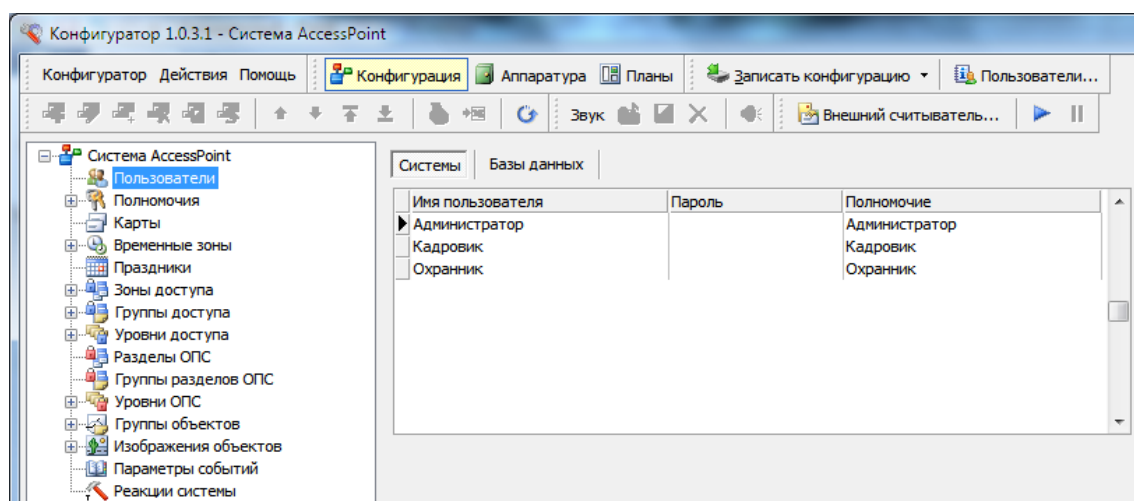 Конфигуратор 1.0.3.1 - Система AccessPoint
Конфигуратор Действия Помощь Конфигурация Аппаратура Планы Записать конфигурацию Пользователи...
Звук Внешний считыватель...
Система AccessPoint
Пользователи
Полномочия
Карты
Временные зоны
Праздники
Зоны доступа
Группы доступа
Уровни доступа
Разделы ОПС
Группы разделов ОПС
Уровни ОПС
Группы объектов
Изображения объектов
Параметры событий
Реакции системы
Системы Базы данных
Имя пользователя Пароль Полномочие
Администратор Администратор
Кадровик Кадровик
Охранник Охранник